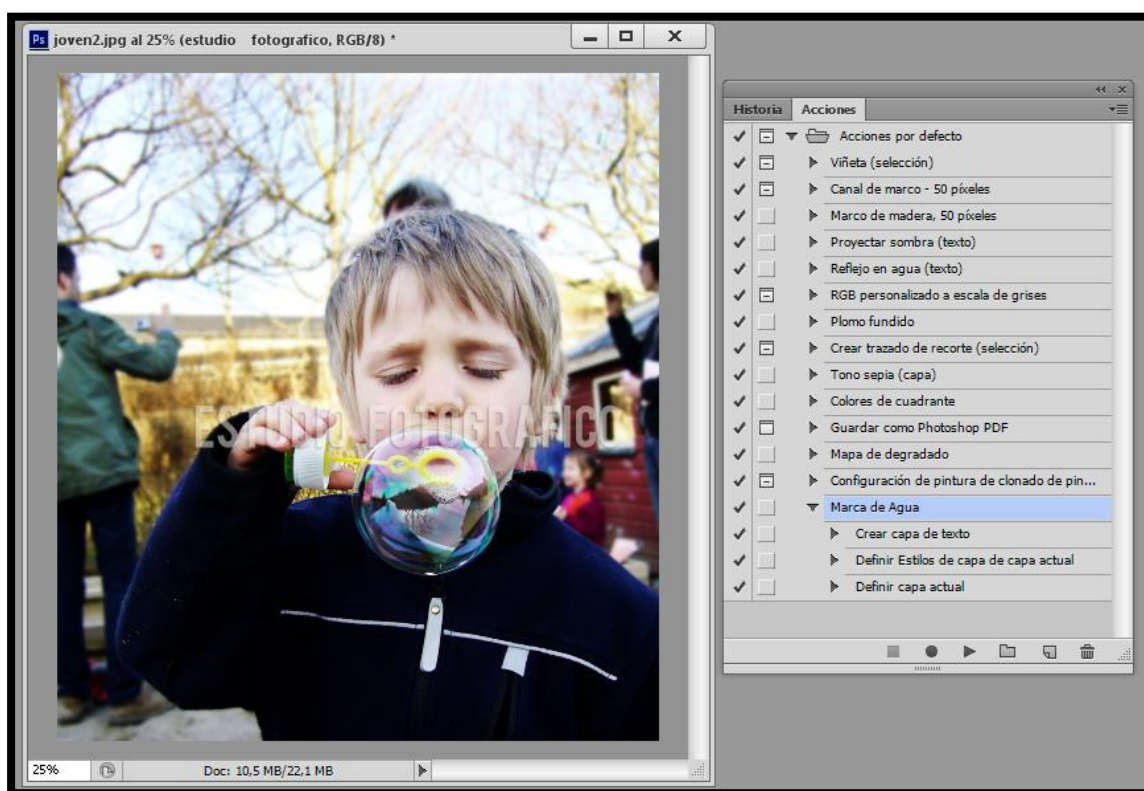 Ps joven2.jpg al 25% (estudio fotografico, RGB/8) *
ESTUDIO FOTOGRAFICO
25%
Doc: 10,5 MB/22,1 MB
Historia
Acciones
Acciones por defecto
Viñeta (selección)
Canal de marco - 50 píxeles
Marco de madera, 50 píxeles
Proyectar sombra (texto)
Reflejo en agua (texto)
RGB personalizado a escala de grises
Plomo fundido
Crear trazado de recorte (selección)
Tono sepia (capa)
Colores de cuadrante
Guardar como Photoshop PDF
Mapa de degradado
Configuración de pintura de clonado de pin...
Marca de Agua
Crear capa de texto
Definir Estilos de capa de capa actual
Definir capa actual